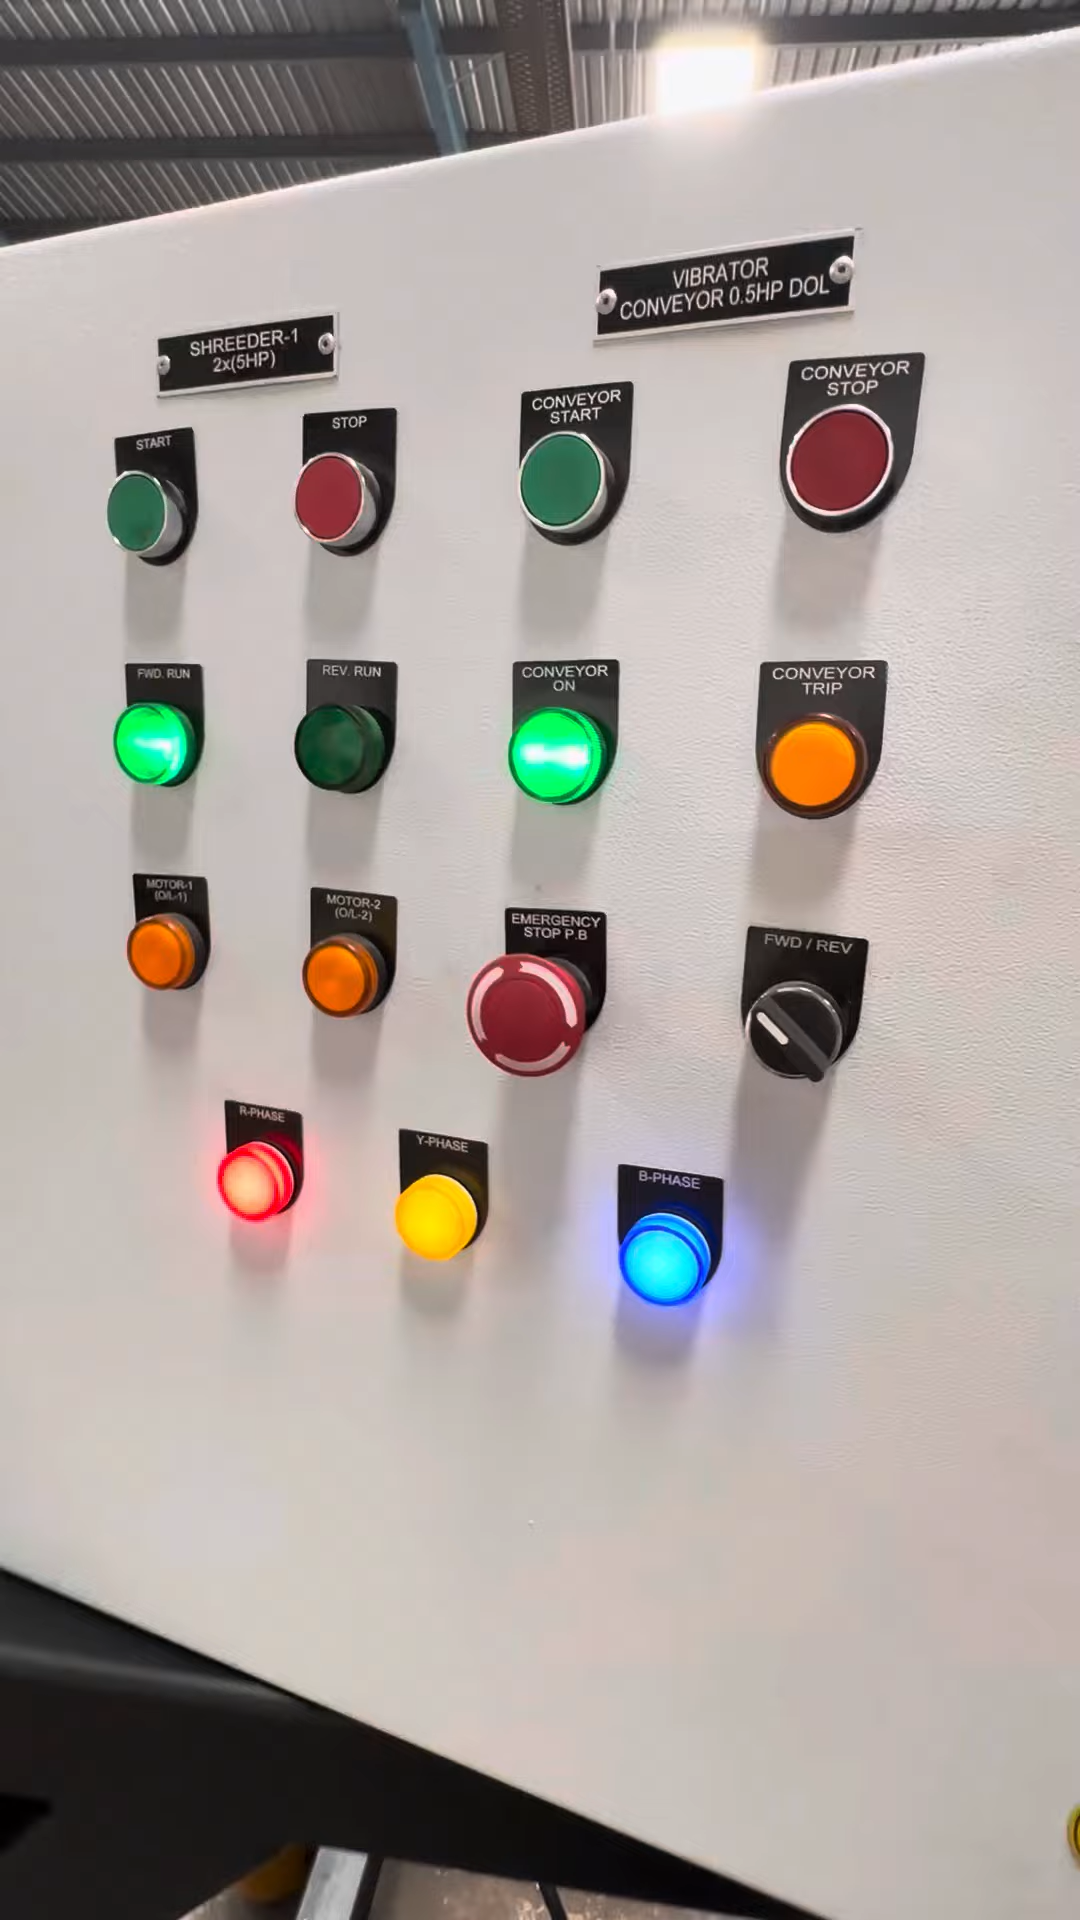 SHREEDER-1
2x(5HP)
VIBRATOR
CONVEYOR 0.5HP DOL
START
STOP
CONVEYOR
START
CONVEYOR
STOP
FWD. RUN
REV. RUN
CONVEYOR
ON
CONVEYOR
TRIP
MOTOR-1
(O/L-1)
MOTOR-2
(O/L-2)
EMERGENCY
STOP P.B
FWD / REV
R-PHASE
Y-PHASE
B-PHASE